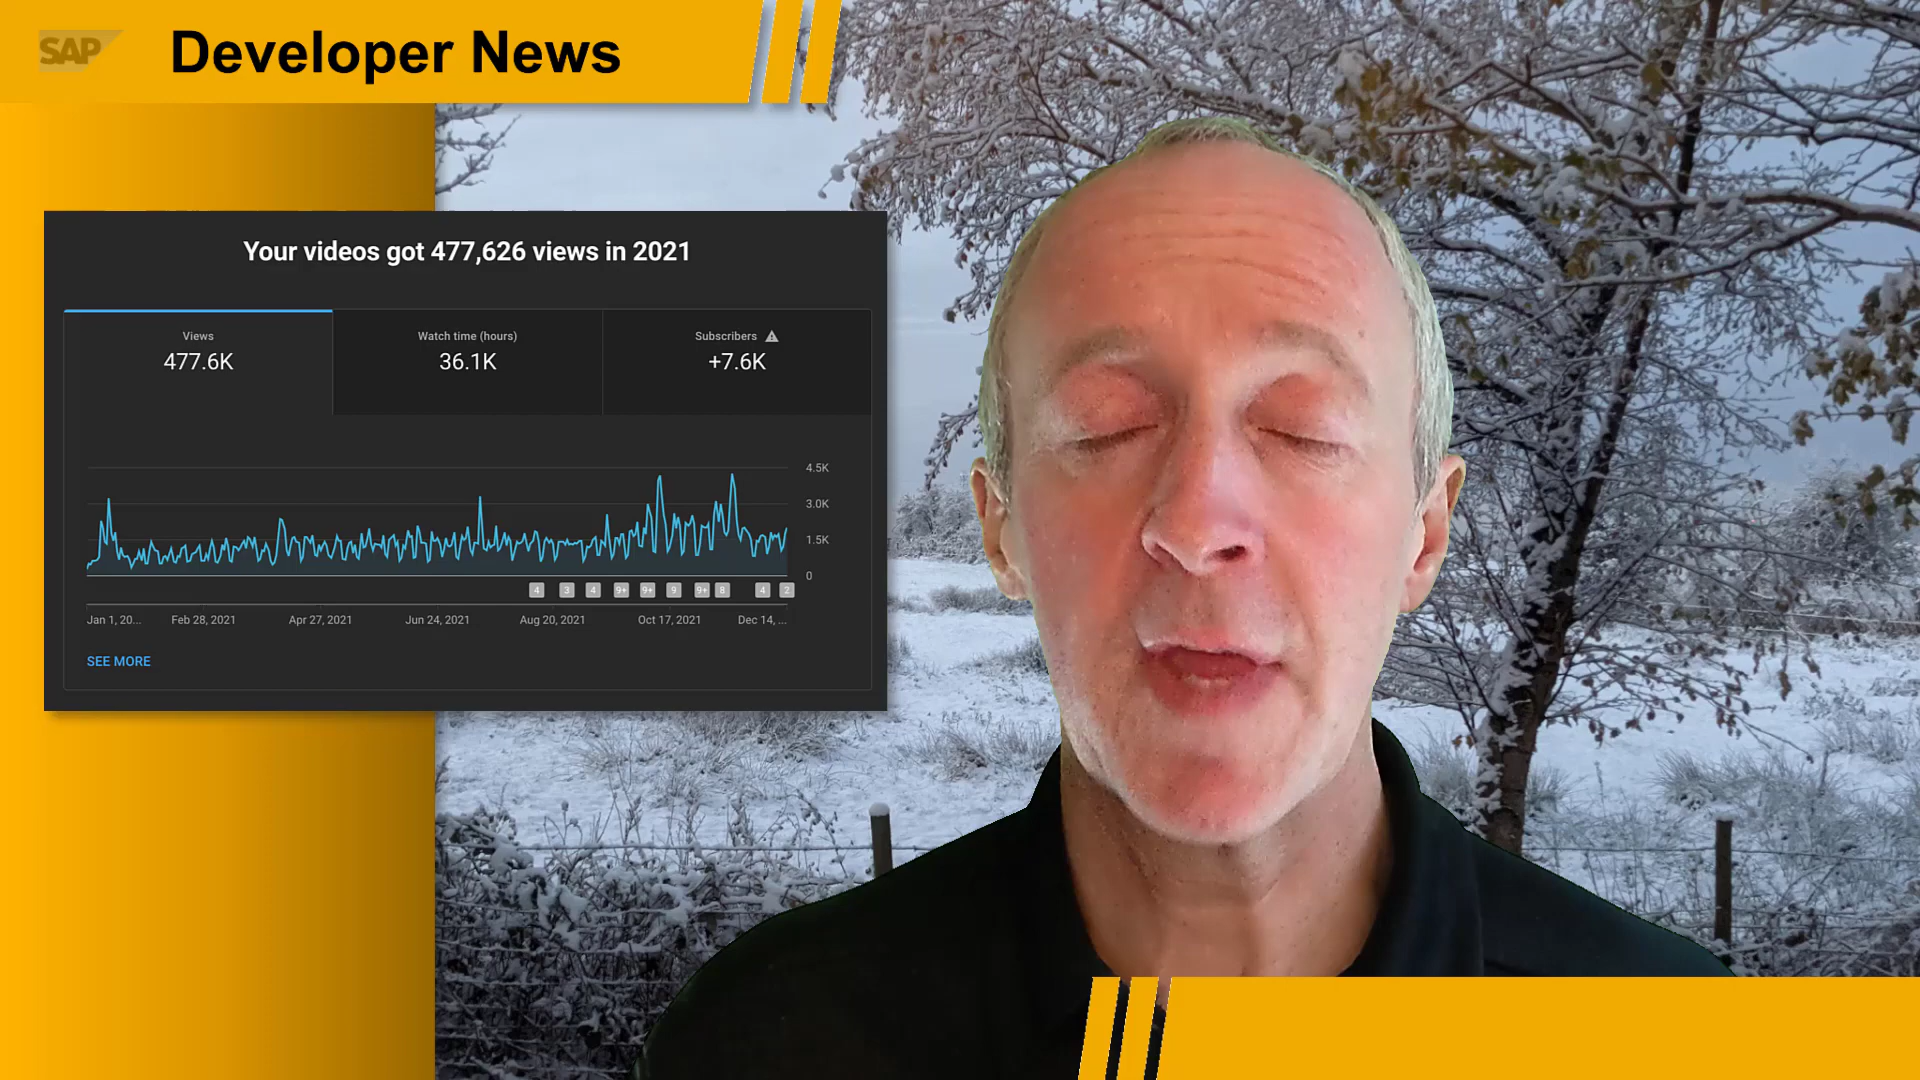 SAP
Developer News
Your videos got 477,626 views in 2021
Views
477.6K
Watch time (hours)
36.1K
Subscribers
+7.6K
4.5K
3.0K
1.5K
0
4 3 4 9+ 9+ 9 9+ 8 4 2
Jan 1, 20... Feb 28, 2021 Apr 27, 2021 Jun 24, 2021 Aug 20, 2021 Oct 17, 2021 Dec 14, ...
SEE MORE